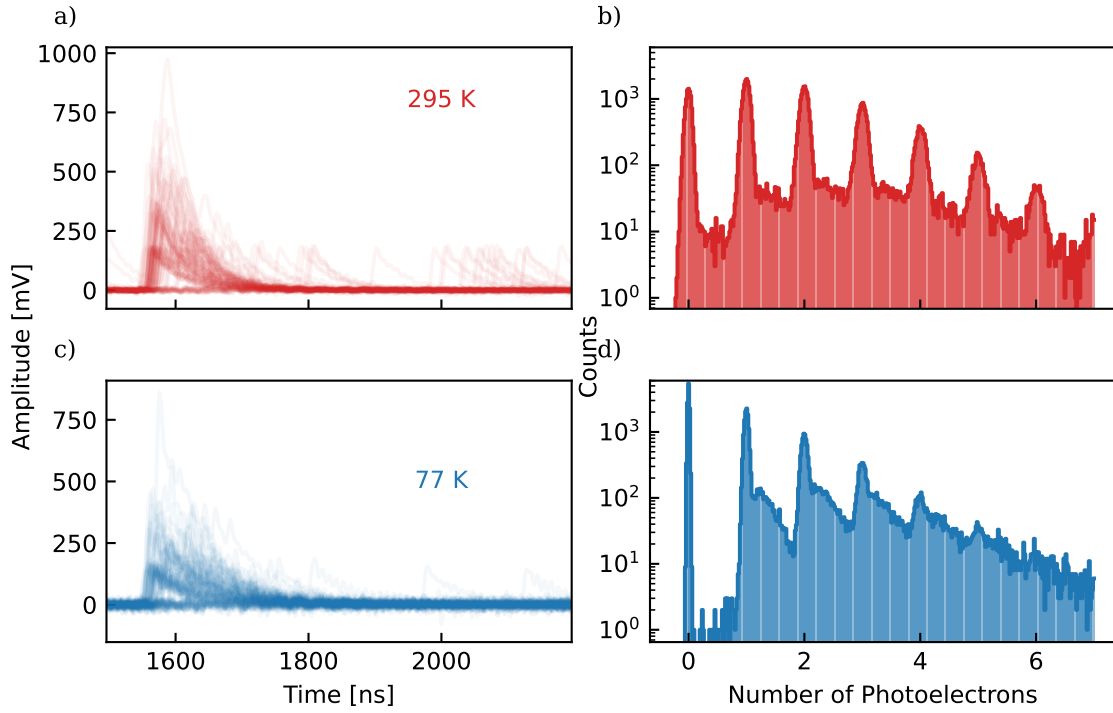 a)
1000
750
500
250
0
295 K
b)
10³
10²
10¹
10⁰
Amplitude [mV]
Counts
c)
750
500
250
0
77 K
1600
1800
2000
Time [ns]
d)
10³
10²
10¹
10⁰
0
2
4
6
Number of Photoelectrons